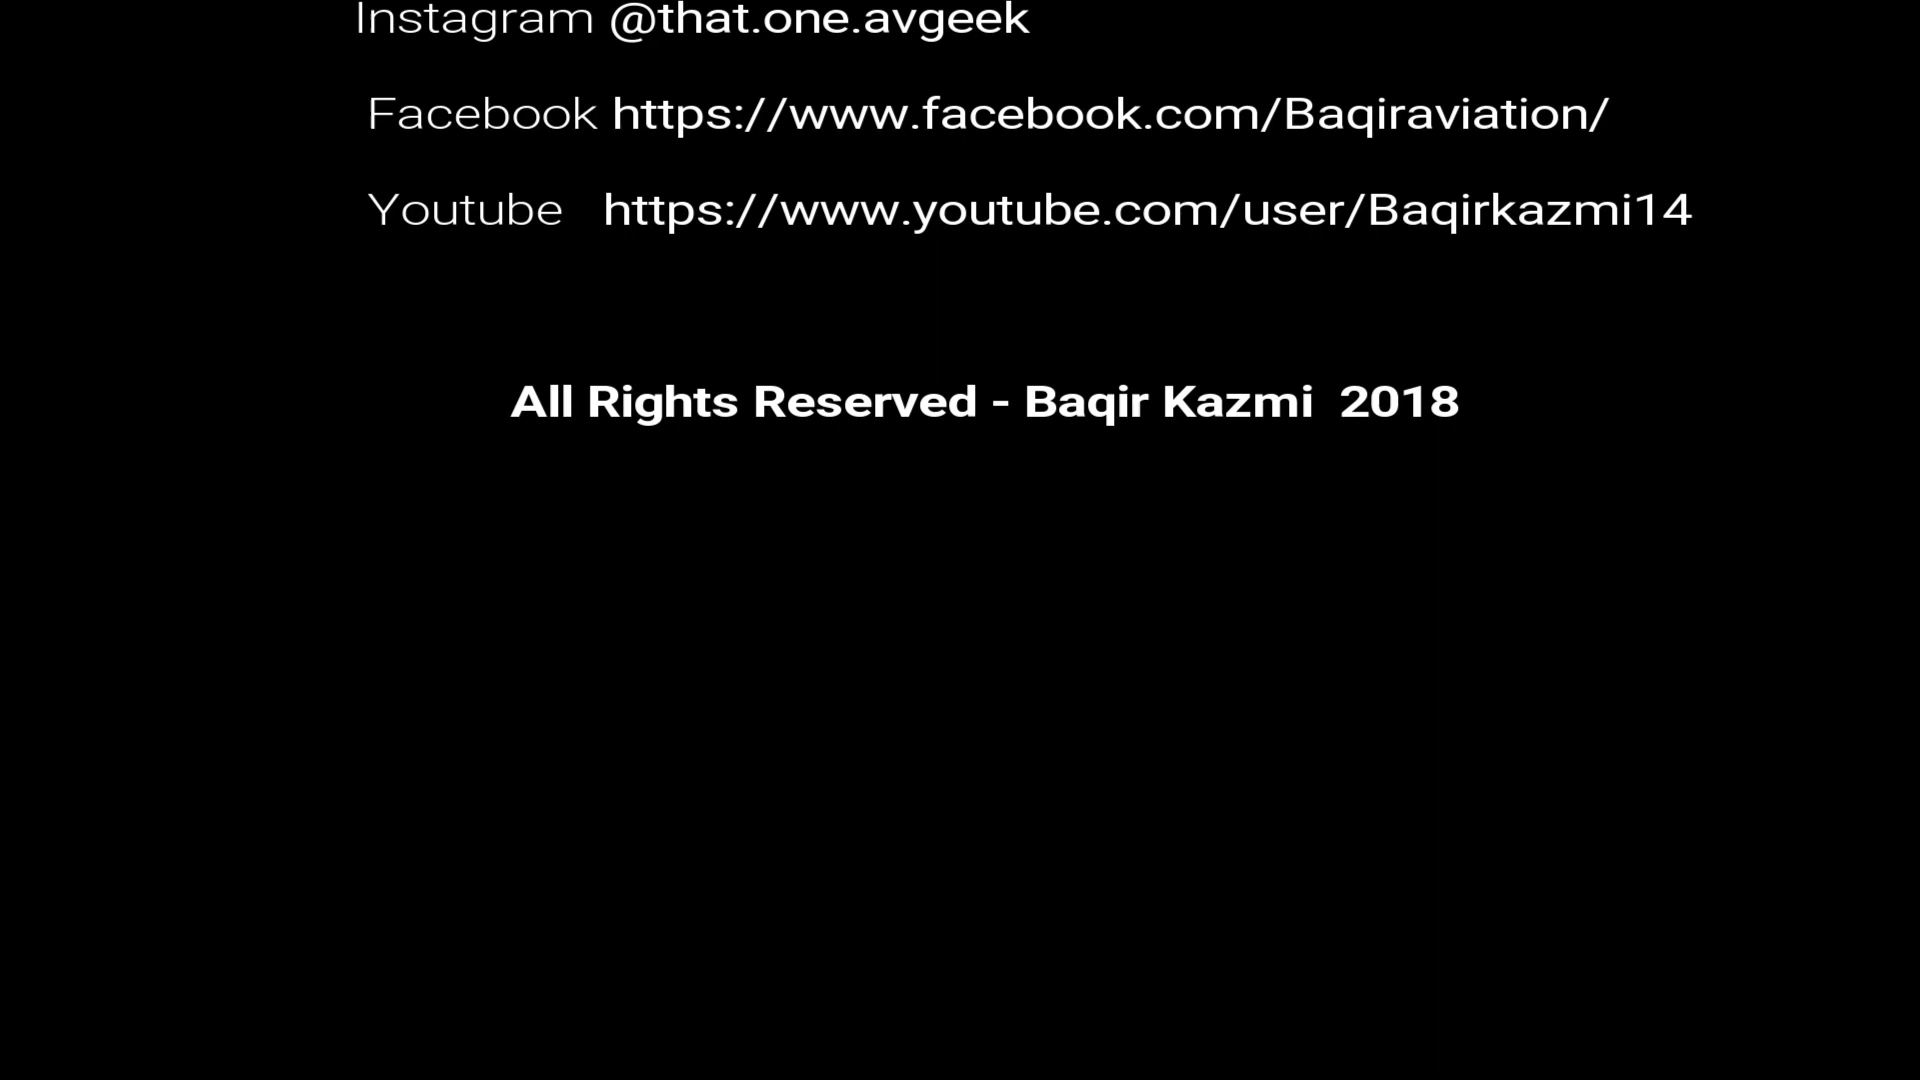 Instagram @that.one.avgeek
Facebook https://www.facebook.com/Baqiraviation/
Youtube https://www.youtube.com/user/Baqirkazmi14
All Rights Reserved - Baqir Kazmi 2018